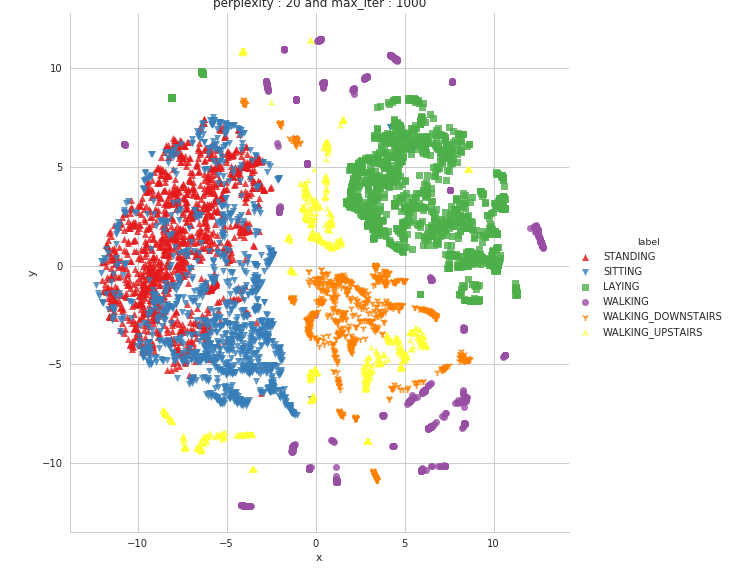 perplexity : 20 and max_iter : 1000
10
5
0
−5
−10
y
−10
−5
0
5
10
x
label
STANDING
SITTING
LAYING
WALKING
WALKING_DOWNSTAIRS
WALKING_UPSTAIRS